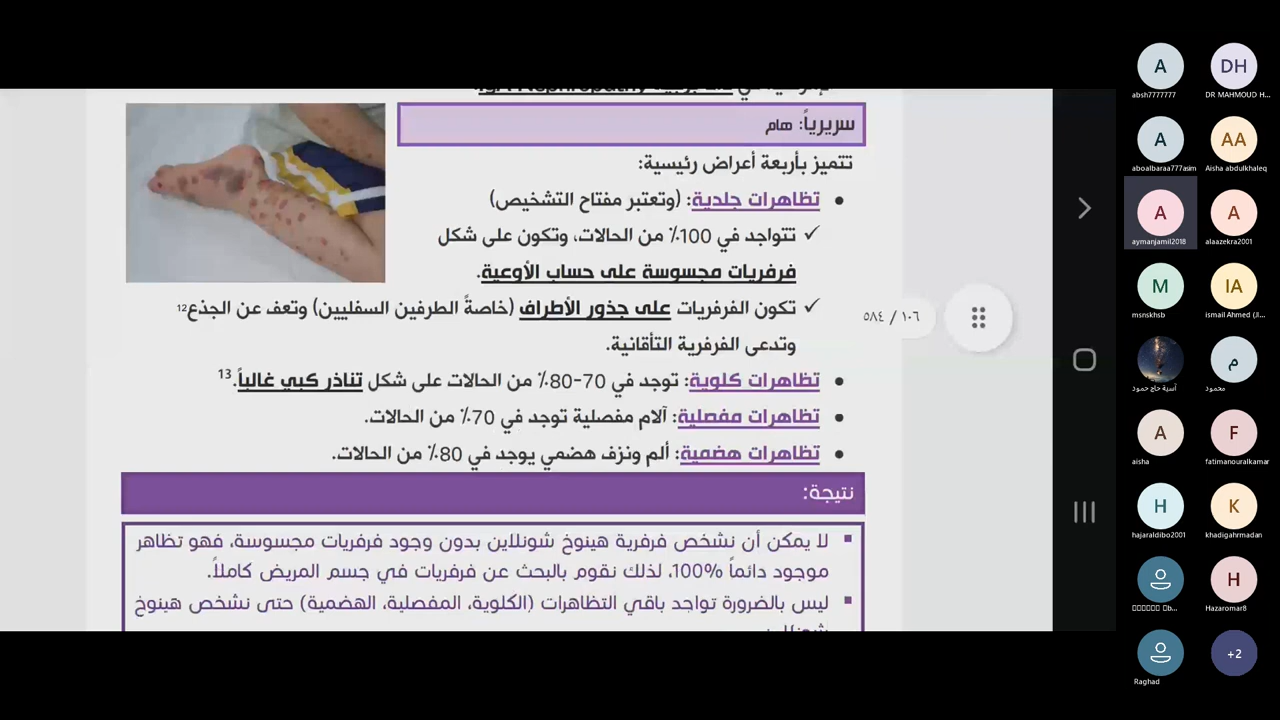 سريرياً: هام
تتميز بأربعة أعراض رئيسية:
• تظاهرات جلدية: (وتعتبر مفتاح التشخيص)
✓ تتواجد في 100٪ من الحالات، وتكون على شكل
فرفريات مجسوسة على حساب الأوعية.
✓ تكون الفرفريات على جذور الأطراف (خاصةً الطرفين السفليين) وتعف عن الجذع12
وتدعى الفرفرية التأقانية.
• تظاهرات كلوية: توجد في 70-80٪ من الحالات على شكل تناذر كبي غالباً.13
• تظاهرات مفصلية: آلام مفصلية توجد في 70٪ من الحالات.
• تظاهرات هضمية: ألم ونزف هضمي يوجد في 80٪ من الحالات.
نتيجة:
▪ لا يمكن أن نشخص فرفرية هينوخ شونلاين بدون وجود فرفريات مجسوسة، فهو تظاهر
موجود دائماً 100%، لذلك نقوم بالبحث عن فرفريات في جسم المريض كاملاً.
▪ ليس بالضرورة تواجد باقي التظاهرات (الكلوية، المفصلية، الهضمية) حتى نشخص هينوخ
١٠٦ / ٥٨٤
A
absh7777777
DH
DR MAHMOUD H...
A
aboalbaraa777asim
AA
Aisha abdulkhaleq
A
aymanjamil2018
A
alaazekra2001
M
msnskhsb
IA
ismail Ahmed (Jl...
آسية حاج حمود
م
محمود
A
aisha
F
fatimanouralkamar
H
hajaraldibo2001
K
khadigahrmadan
H
Hazaromar8
Raghad
+2